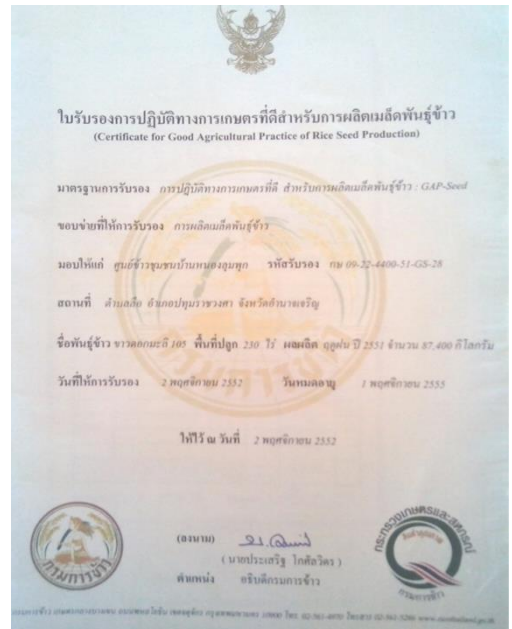 ใบรับรองการปฏิบัติทางการเกษตรที่ดีสำหรับการผลิตเมล็ดพันธุ์ข้าว
(Certificate for Good Agricultural Practice of Rice Seed Production)
มาตรฐานการรับรอง การปฏิบัติทางการเกษตรที่ดี สำหรับการผลิตเมล็ดพันธุ์ข้าว : GAP-Seed
ขอบข่ายที่ให้การรับรอง การผลิตเมล็ดพันธุ์ข้าว
มอบให้แก่ ศูนย์ข้าวชุมชนบ้านหนองลุมพุก รหัสรับรอง กษ 09-22-4400-51-GS-28
สถานที่ ตำบลลือ อำเภอปทุมราชวงศา จังหวัดอำนาจเจริญ
ชื่อพันธุ์ข้าว ขาวดอกมะลิ 105 พื้นที่ปลูก 230 ไร่ ผลผลิต ฤดูฝน ปี 2551 จำนวน 87,400 กิโลกรัม
วันที่ให้การรับรอง 2 พฤศจิกายน 2552 วันหมดอายุ 1 พฤศจิกายน 2555
ให้ไว้ ณ วันที่ 2 พฤศจิกายน 2552
(ลงนาม)
( นายประเสริฐ โกศัลวิตร )
ตำแหน่ง อธิบดีกรมการข้าว
กรมการข้าว
กระทรวงเกษตรและสหกรณ์
กรมการข้าว